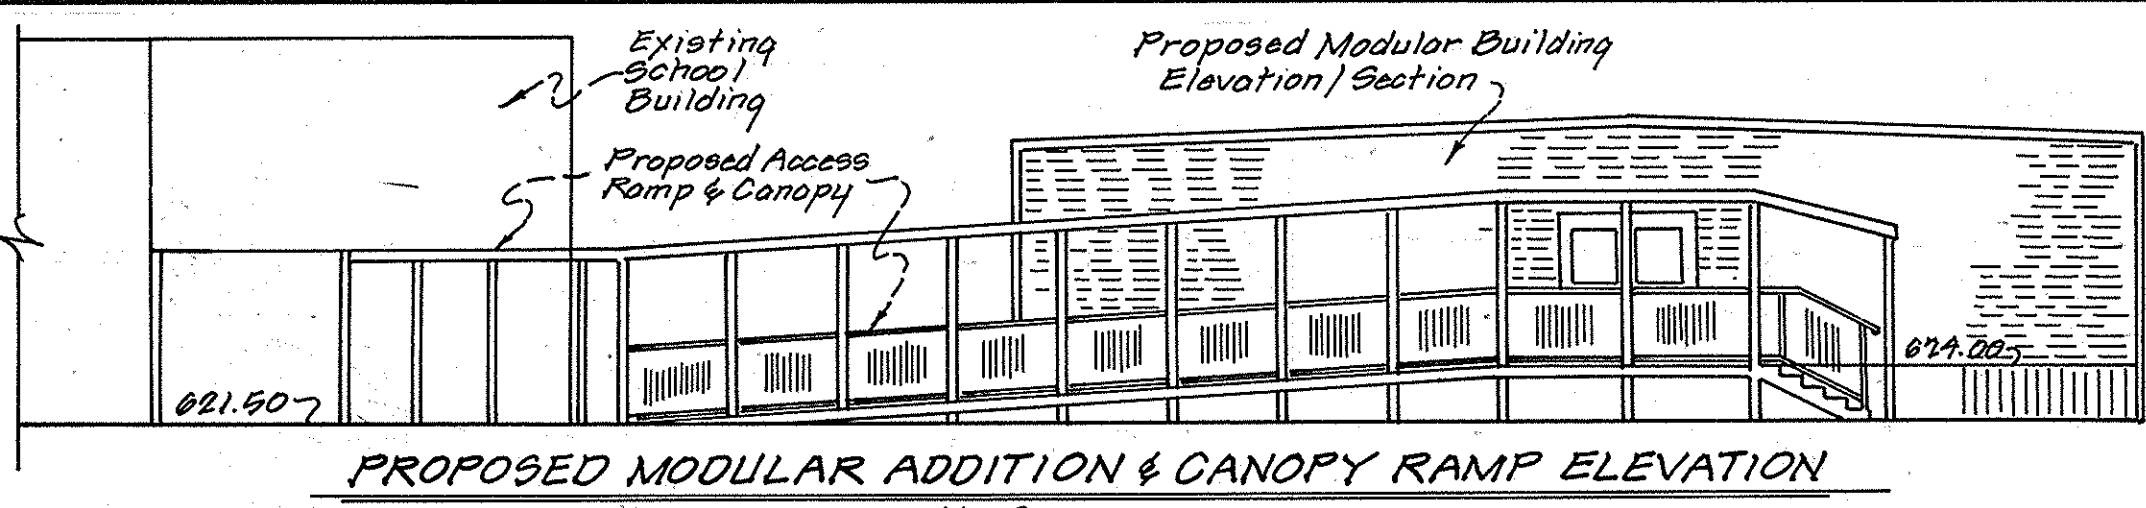 Existing
School
Building
Proposed Modular Building
Elevation/Section
Proposed Access
Ramp & Canopy
624.00
621.50
PROPOSED MODULAR ADDITION & CANOPY RAMP ELEVATION